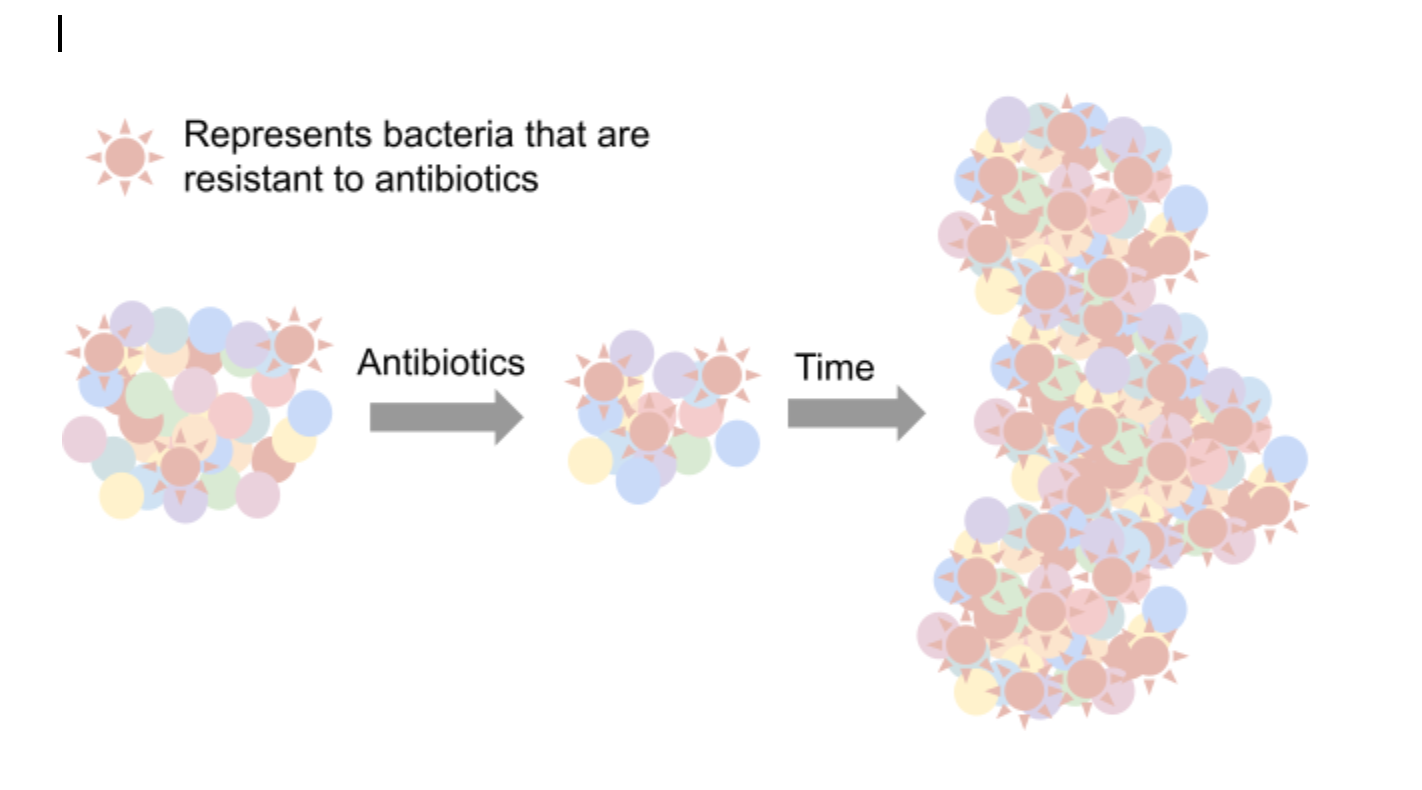 Represents bacteria that are
resistant to antibiotics
Antibiotics
Time